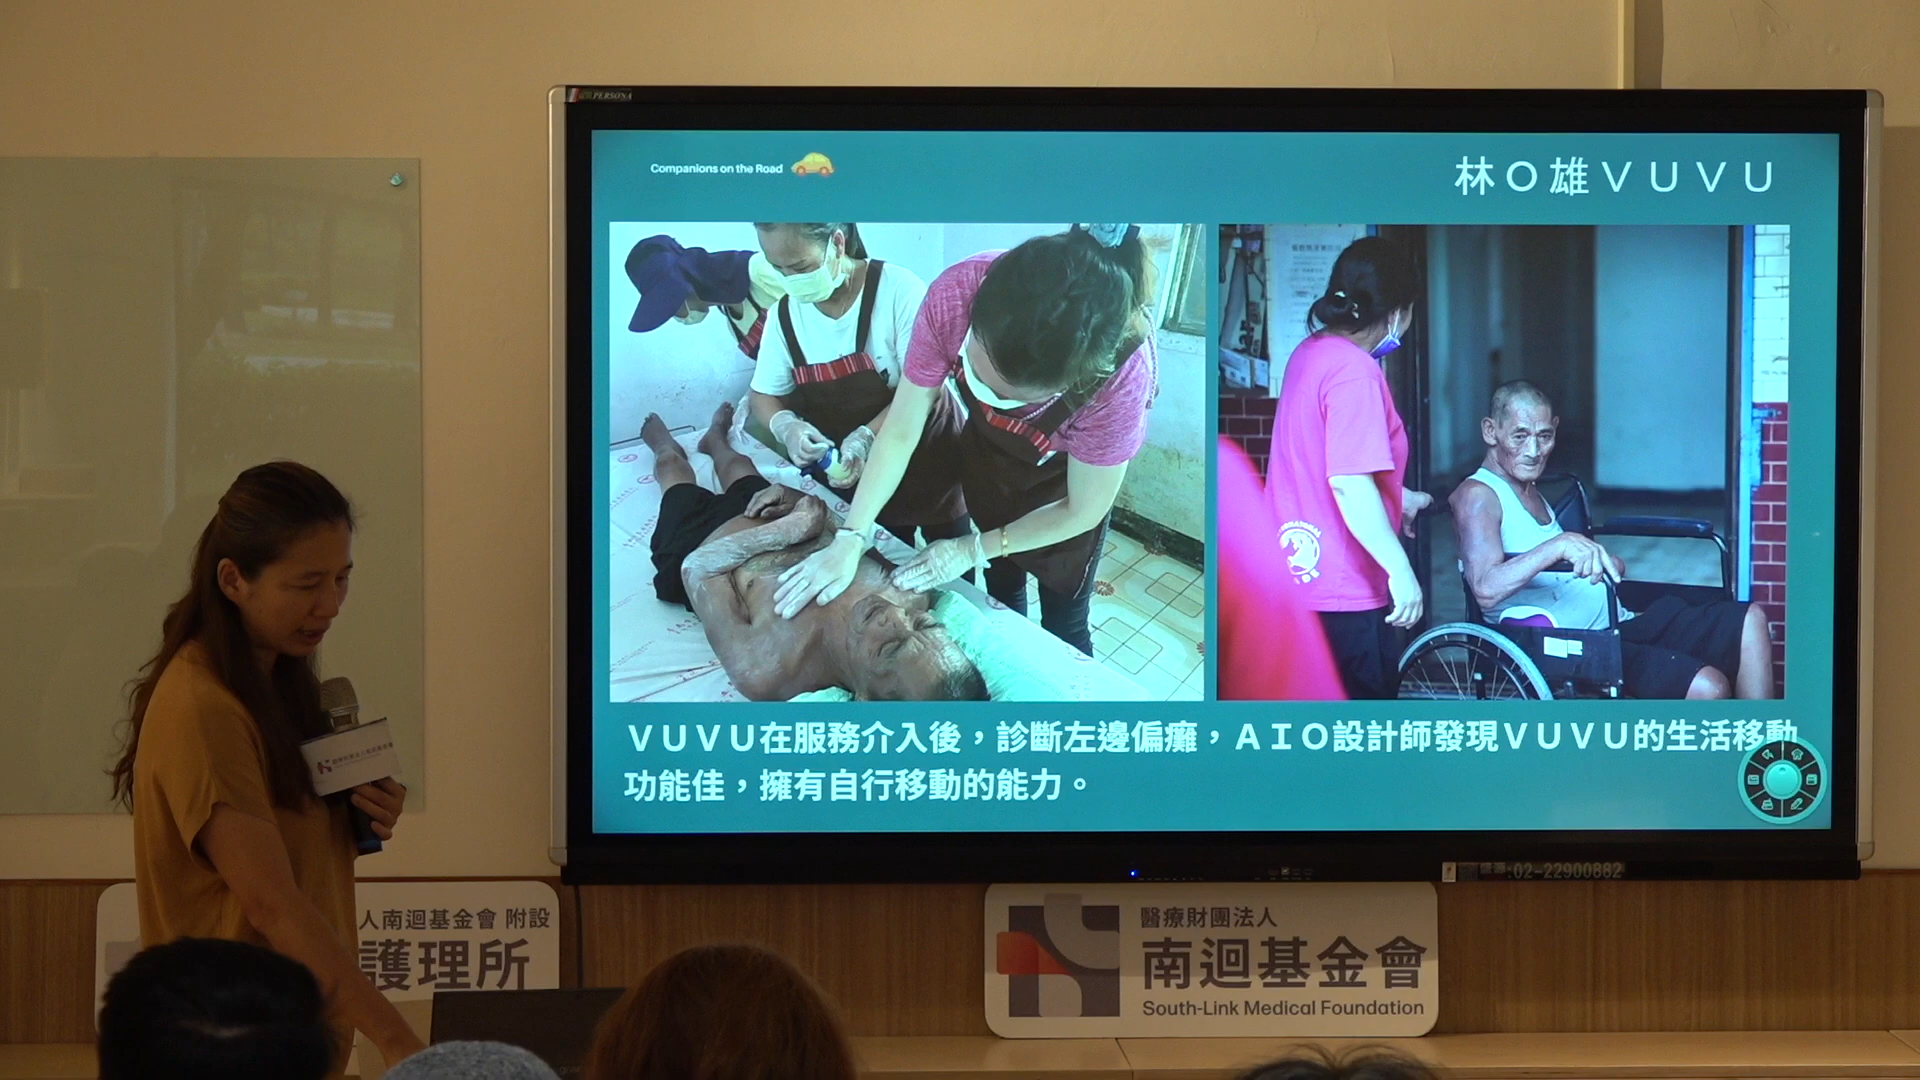 PERSONA
Companions on the Road
林O雄VUVU
VUVU在服務介入後，診斷左邊偏癱，AIO設計師發現VUVU的生活移動
功能佳，擁有自行移動的能力。
:02-22900882
人南迴基金會 附設
護理所
醫療財團法人
南迴基金會
South-Link Medical Foundation